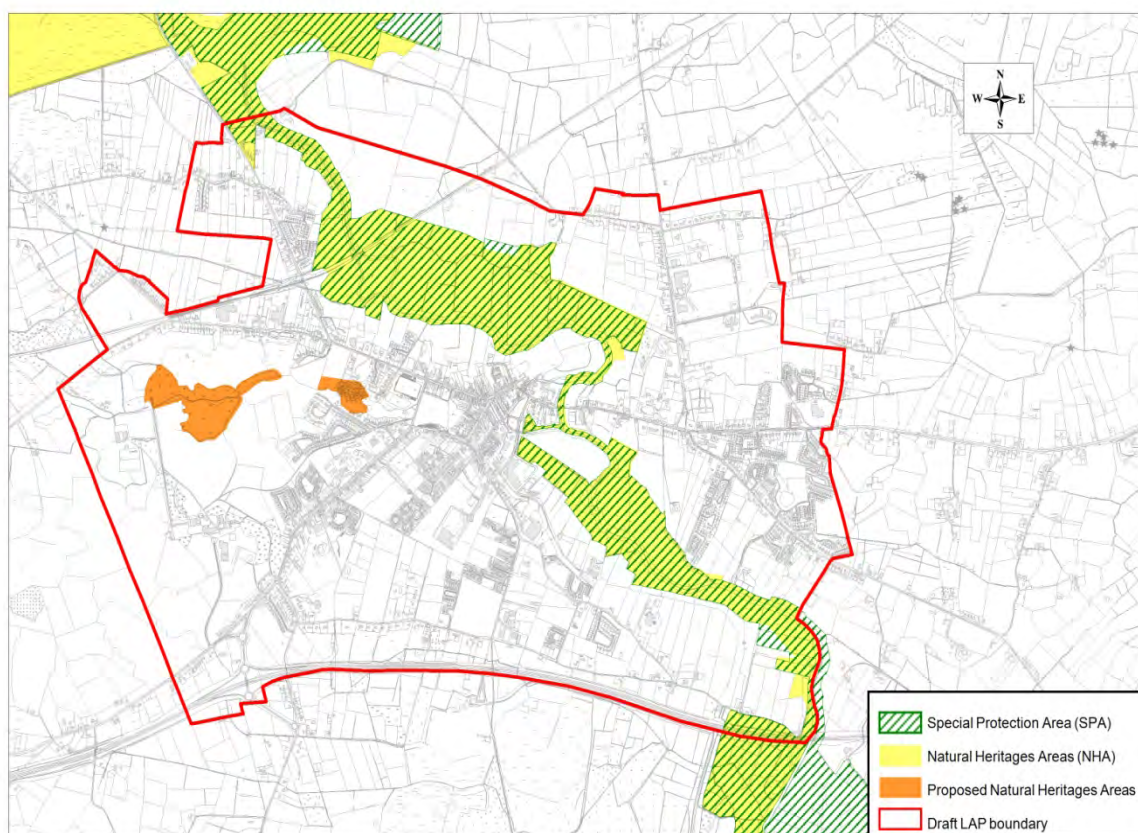 N
W E
S
Special Protection Area (SPA)
Natural Heritages Areas (NHA)
Proposed Natural Heritages Areas
Draft LAP boundary